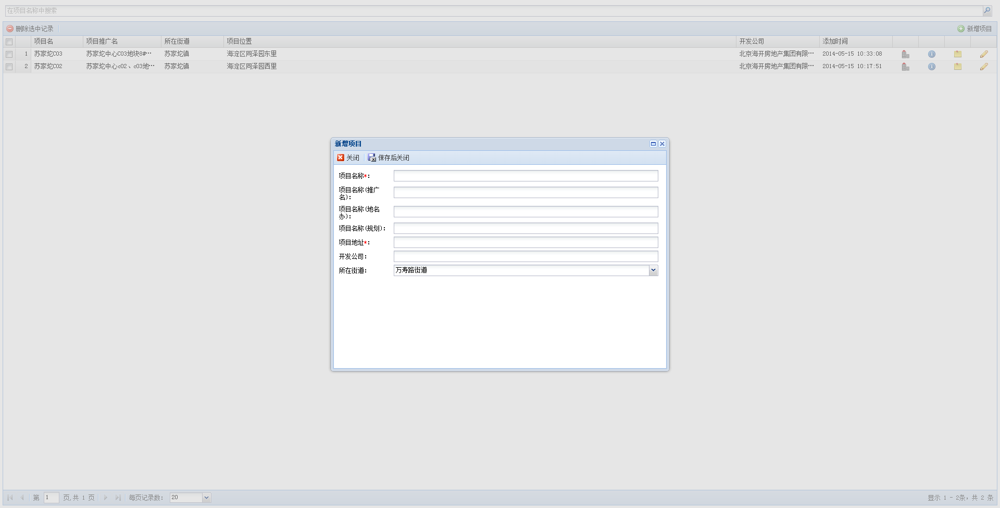 在项目名称中搜索
删除选中记录 新增项目
项目名 项目推广名 所在街道 项目位置 开发公司 添加时间
1 苏家坨C03 苏家坨中心C03地块8#… 苏家坨镇 海淀区同泽园东里 北京海开房地产集团有限… 2014-05-15 10:33:08
2 苏家坨C02 苏家坨中心c02、c03地… 苏家坨镇 海淀区同泽园西里 北京海开房地产集团有限… 2014-05-15 10:17:51
新增项目
关闭 保存后关闭
项目名称*:
项目名称(推广
名):
项目名称(地名
办):
项目名称(规划):
项目地址*:
开发公司:
所在街道: 万寿路街道
第 1 页,共 1 页 每页记录数: 20 显示 1 - 2条，共 2 条